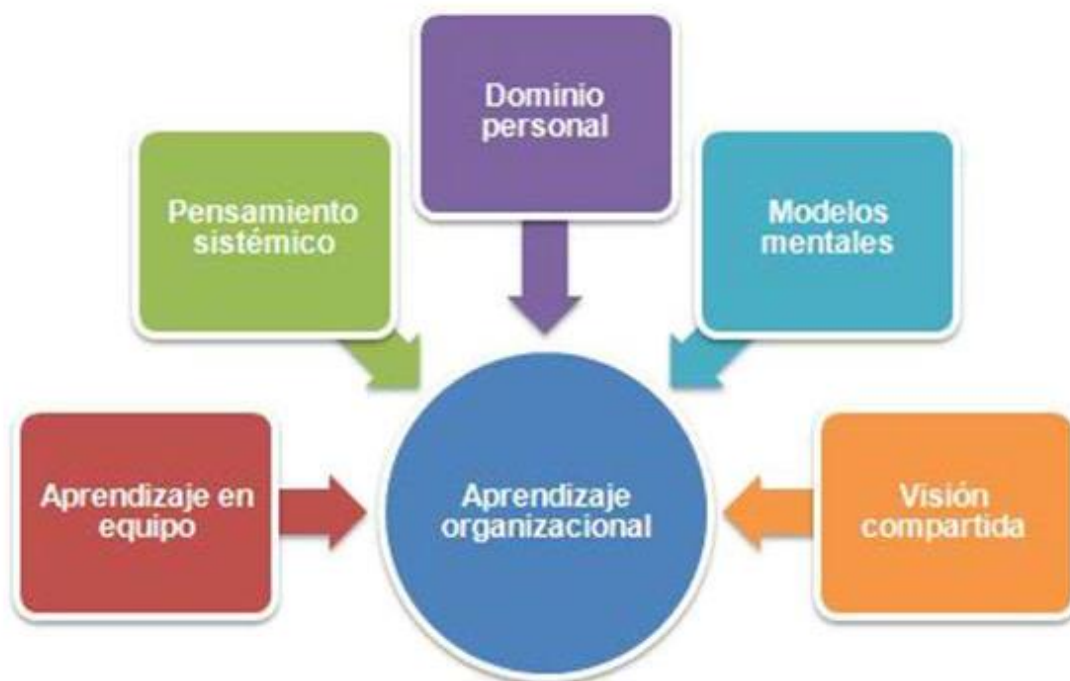 Dominio
personal
Pensamiento
sistémico
Modelos
mentales
Aprendizaje en
equipo
Aprendizaje
organizacional
Visión
compartida